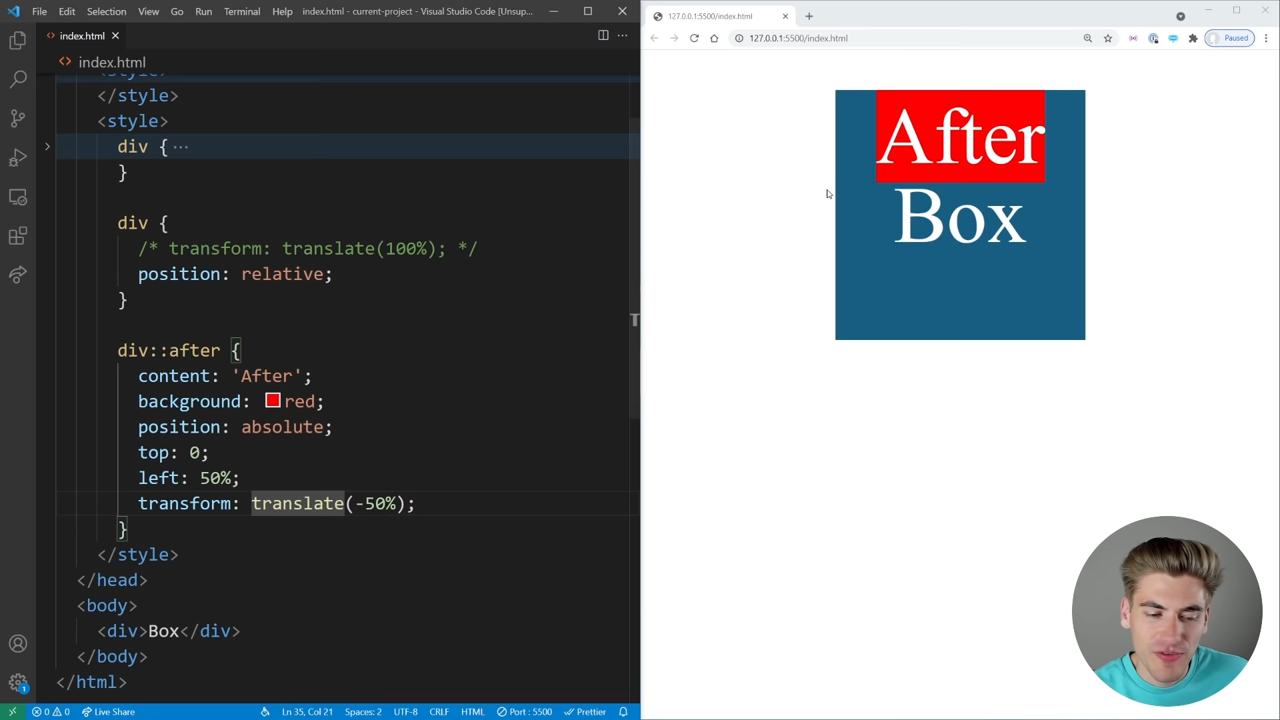 File Edit Selection View Go Run Terminal Help index.html - current-project - Visual Studio Code [Unsup...
index.html
index.html
<style>
</style>
<style>
div { ...
}
div {
/* transform: translate(100%); */
position: relative;
}
div::after {
content: 'After';
background: red;
position: absolute;
top: 0;
left: 50%;
transform: translate(-50%);
}
</style>
</head>
<body>
<div>Box</div>
</body>
</html>
1
0 0 Live Share Ln 35, Col 21 Spaces: 2 UTF-8 CRLF HTML Port : 5500 Prettier
127.0.0.1:5500/index.html
127.0.0.1:5500/index.html Paused
After
Box
T